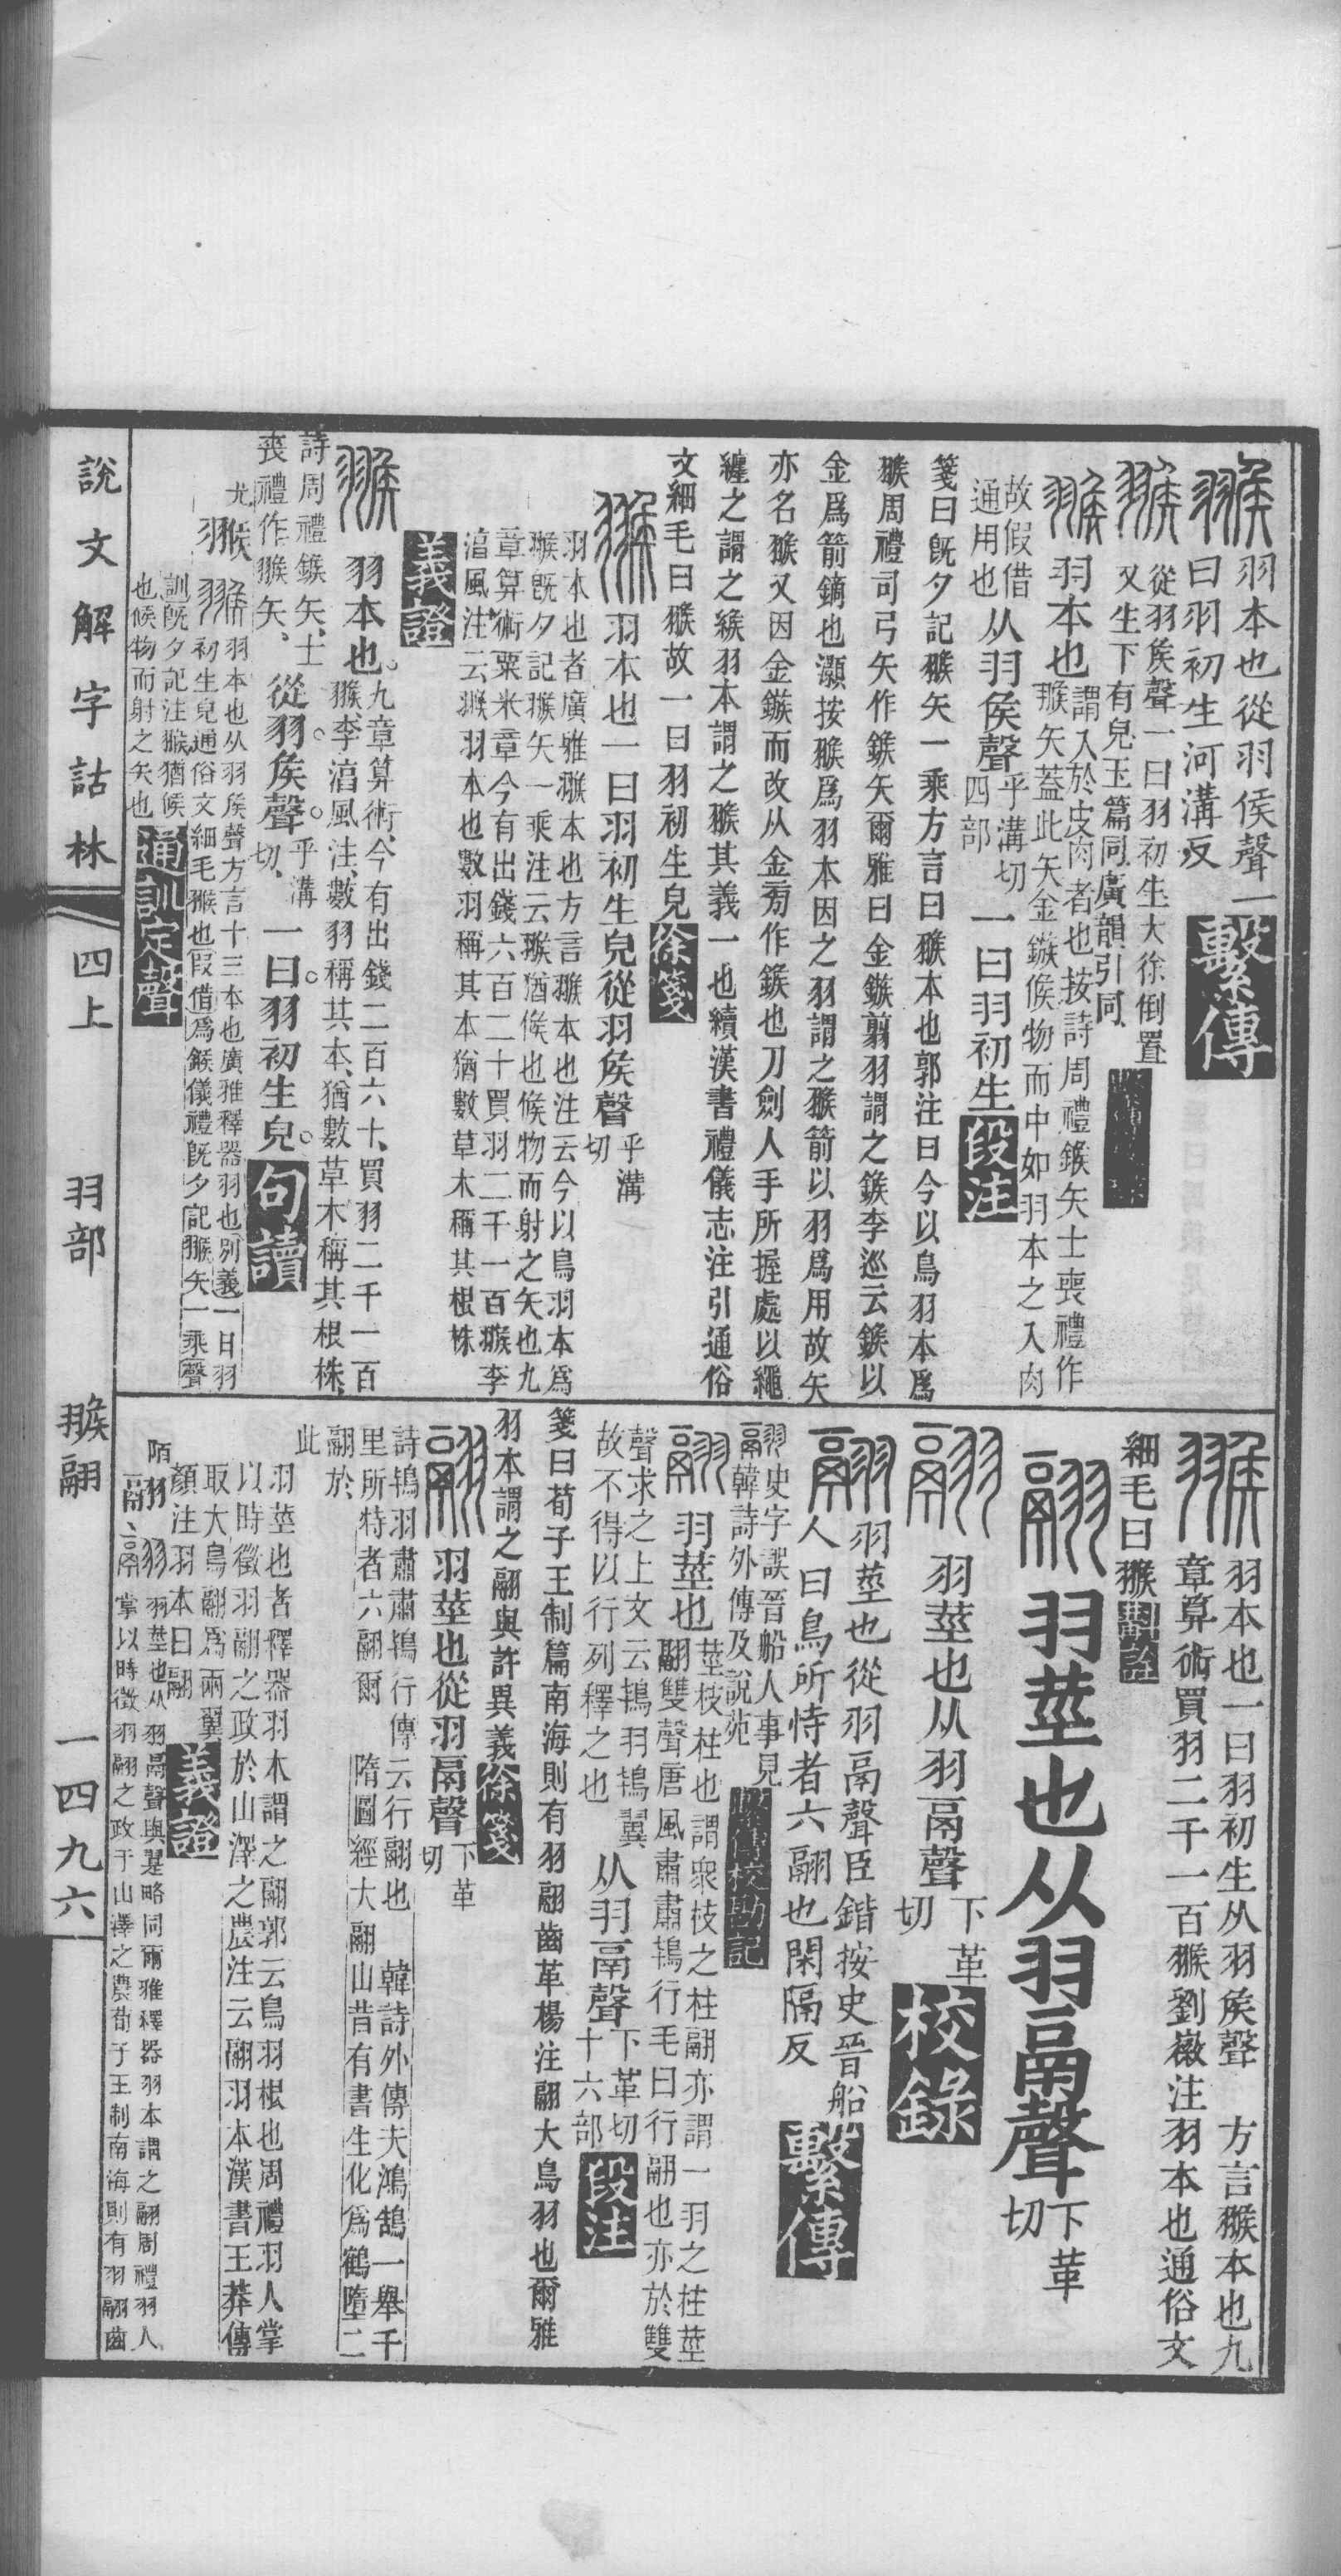 羽本也從羽侯聲一
曰羽初生河溝反
繫傳
從羽矦聲一曰羽初生大徐倒置
又生下有皃玉篇同廣韻引同
羽本也
謂入於皮肉者也按詩周禮鍭矢士喪禮作
翭矢蓋此矢金鏃候物而中如羽本之入肉
故假借
通用也
从羽侯聲
乎溝切
四部
一曰羽初生
段注
箋曰旣夕記翭矢一乘方言曰翭本也郭注曰今以鳥羽本爲
翭周禮司弓矢作鍭矢爾雅曰金鏃翦羽謂之鍭李巡云鍭以
金爲箭鏑也灝按翭爲羽本因之羽謂之翭箭以羽爲用故矢
亦名翭又因金鏃而改从金旁作鍭也刀劍人手所握處以繩
纏之謂之緱羽本謂之翭其義一也續漢書禮儀志注引通俗
文細毛曰翭故一曰羽初生皃
徐箋
羽本也一曰羽初生皃從羽矦聲
乎溝
切
羽本也者廣雅翭本也方言翭本也注云今以鳥羽本爲
翭旣夕記翭矢一乘注云翭猶候也候物而射之矢也九
章算術粟米章今有出錢六百二十買羽二千一百翭李
湻風注云翭羽本也數羽稱其本猶數草木稱其根株
義證
羽本也。
九章算術、今有出錢二百六十、買羽二千一百
翭、李湻風注、數羽稱其本、猶數草木稱其根株、
詩周禮鍭矢、士
喪禮作翭矢、
從羽矦聲。
乎溝
切、
一曰羽初生皃。
句讀
尤
翭
羽本也从羽矦聲方言十三本也廣雅釋器羽也別義一曰羽
初生皃通俗文細毛翭也叚借爲鍭儀禮旣夕記翭矢一乘聲
訓旣夕記注翭猶候
也候物而射之矢也
通訓定聲
羽本也一曰羽初生从羽矦聲 方言翭本也九
章算術買羽二千一百翭劉徽注羽本也通俗文
細毛曰翭
斠詮
翮 羽莖也从羽鬲聲
下革
切
羽莖也从羽鬲聲
下革
切
校錄
羽莖也從羽鬲聲臣鍇按史晉船
人曰鳥所恃者六翮也閑隔反
繫傳
翮史字誤晉船人事見
韓詩外傳及說苑
繫傳校勘記
羽莖也
莖枝柱也謂衆枝之柱翮亦謂一羽之柱莖
翮雙聲唐風肅肅鴇行毛曰行翮也亦於雙
聲求之上文云鴇羽鴇翼
故不得以行列釋之也
从羽鬲聲
下革切
十六部
段注
箋曰荀子王制篇南海則有羽翮齒革楊注翮大鳥羽也爾雅
羽本謂之翮與許異義
徐箋
羽莖也從羽鬲聲
下革
切
詩鴇羽肅肅鴇行傳云行翮也 韓詩外傳夫鴻鵠一舉千
里所恃者六翮爾 隋圖經大翮山昔有書生化爲鶴墮二
翮於
此
羽莖也者釋器羽本謂之翮郭云鳥羽根也周禮羽人掌
以時徵羽翮之政於山澤之農注云翮羽本漢書王莽傳
取大鳥翮爲兩翼
顏注羽本曰翮
義證
陌
翮、
羽莖也从羽鬲聲與翨略同爾雅釋器羽本謂之翮周禮羽人
掌以時徵羽翮之政于山澤之農荀子王制南海則有羽翮齒
說文解字詁林
四上
羽部
翭翮
一四九六